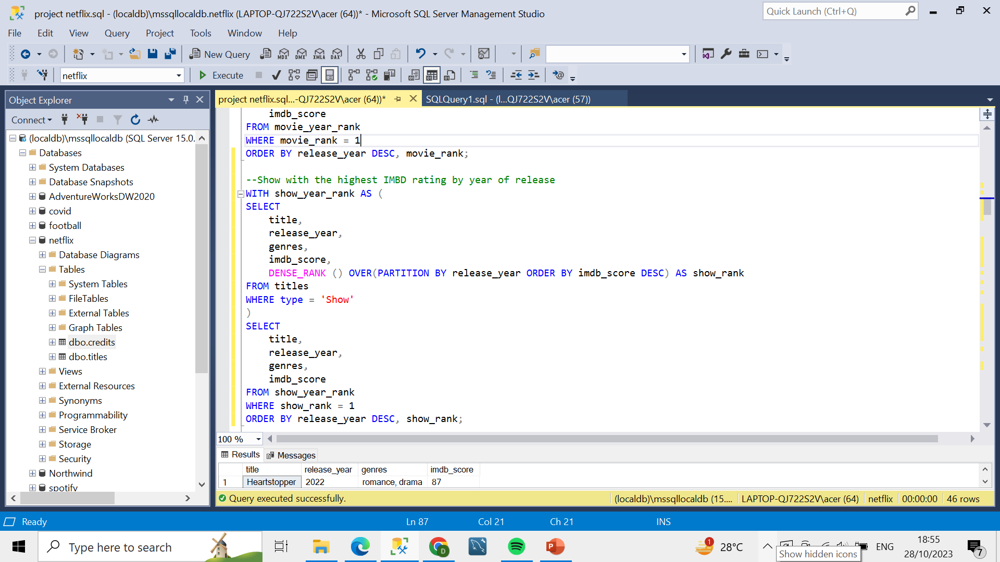 project netflix.sql - (localdb)\mssqllocaldb.netflix (LAPTOP-QJ722S2V\acer (64))* - Microsoft SQL Server Management Studio
Quick Launch (Ctrl+Q)
File Edit View Query Project Tools Window Help
New Query MDX DMX XMLA DAX
netflix Execute
Object Explorer
project netflix.sql...-QJ722S2V\acer (64))* SQLQuery1.sql - (l...QJ722S2V\acer (57))
Connect
(localdb)\mssqllocaldb (SQL Server 15.0.
Databases
System Databases
Database Snapshots
AdventureWorksDW2020
covid
football
netflix
Database Diagrams
Tables
System Tables
FileTables
External Tables
Graph Tables
dbo.credits
dbo.titles
Views
External Resources
Synonyms
Programmability
Service Broker
Storage
Security
Northwind
spotify
imdb_score
FROM movie_year_rank
WHERE movie_rank = 1
ORDER BY release_year DESC, movie_rank;
--Show with the highest IMBD rating by year of release
WITH show_year_rank AS (
SELECT
title,
release_year,
genres,
imdb_score,
DENSE_RANK () OVER(PARTITION BY release_year ORDER BY imdb_score DESC) AS show_rank
FROM titles
WHERE type = 'Show'
)
SELECT
title,
release_year,
genres,
imdb_score
FROM show_year_rank
WHERE show_rank = 1
ORDER BY release_year DESC, show_rank;
100 %
Results Messages
title release_year genres imdb_score
1 Heartstopper 2022 romance, drama 87
Query executed successfully. (localdb)\mssqllocaldb (15.... LAPTOP-QJ722S2V\acer (64) netflix 00:00:00 46 rows
Ready Ln 87 Col 21 Ch 21 INS
Type here to search
D
P
1
28°C
ENG
18:55
28/10/2023
7
Show hidden icons